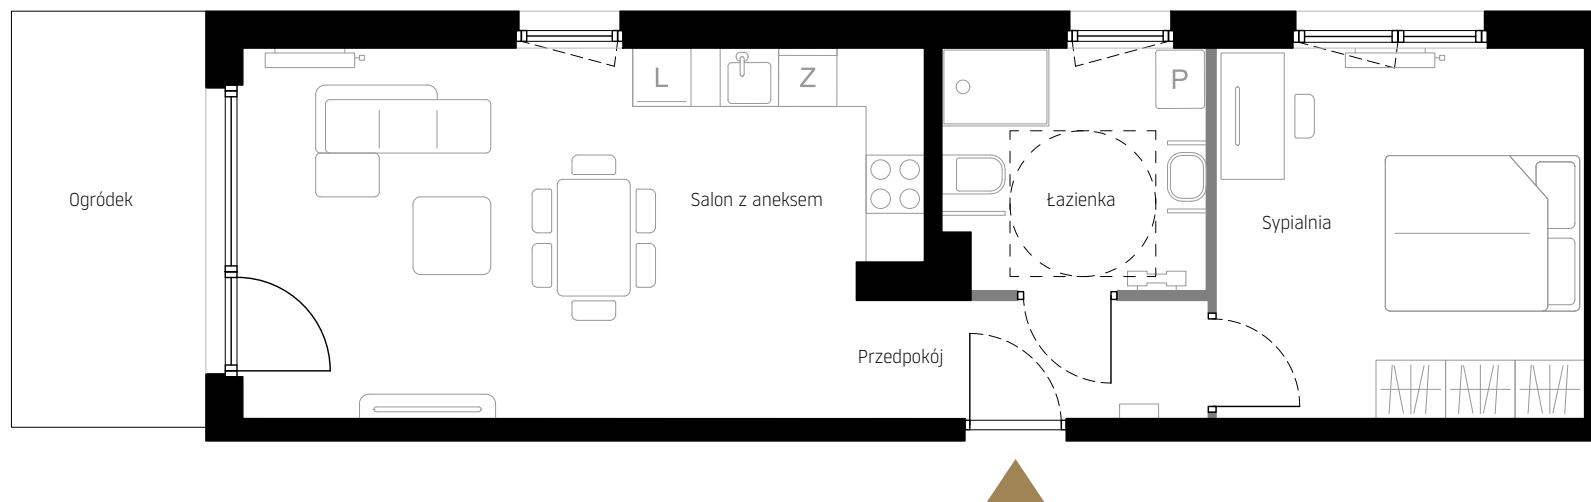 L
Z
P
Ogródek
Salon z aneksem
Łazienka
Sypialnia
Przedpokój